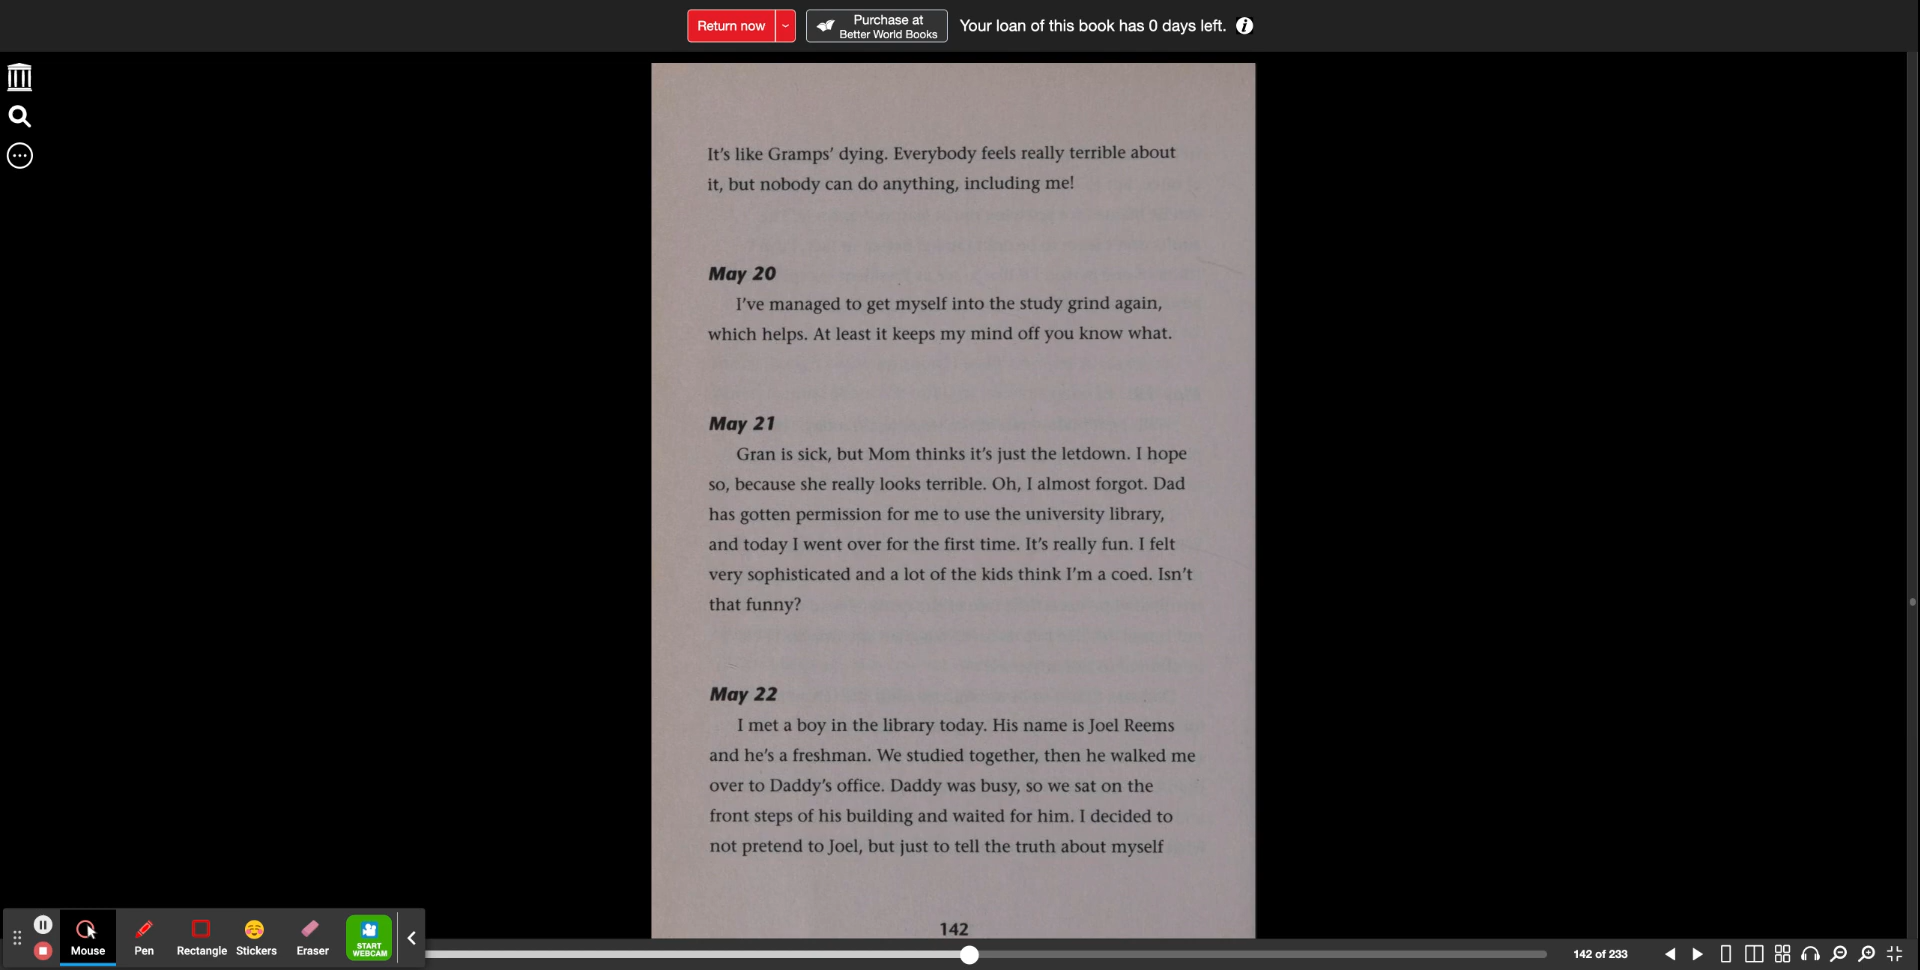 Return now
Purchase at
Better World Books
Your loan of this book has 0 days left.
It's like Gramps' dying. Everybody feels really terrible about
it, but nobody can do anything, including me!
May 20
I've managed to get myself into the study grind again,
which helps. At least it keeps my mind off you know what.
May 21
Gran is sick, but Mom thinks it's just the letdown. I hope
so, because she really looks terrible. Oh, I almost forgot. Dad
has gotten permission for me to use the university library,
and today I went over for the first time. It's really fun. I felt
very sophisticated and a lot of the kids think I'm a coed. Isn't
that funny?
May 22
I met a boy in the library today. His name is Joel Reems
and he's a freshman. We studied together, then he walked me
over to Daddy's office. Daddy was busy, so we sat on the
front steps of his building and waited for him. I decided to
not pretend to Joel, but just to tell the truth about myself
142
Mouse
Pen
Rectangle
Stickers
Eraser
START
WEBCAM
142 of 233